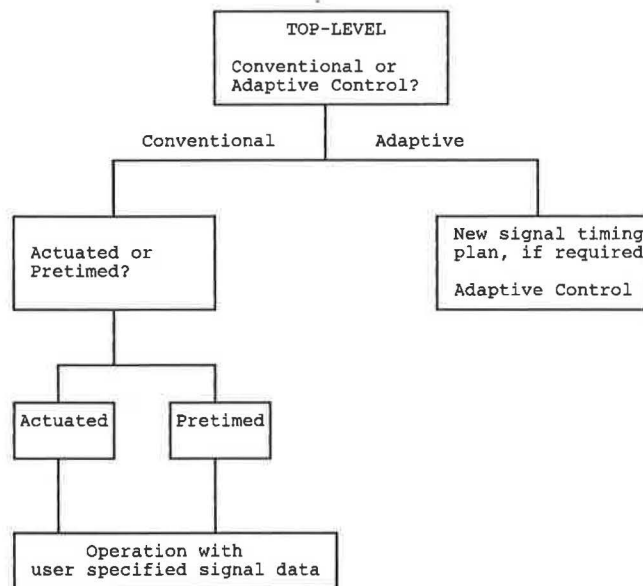 TOP-LEVEL
Conventional or
Adaptive Control?
Conventional
Adaptive
Actuated or
Pretimed?
New signal timing
plan, if required
Adaptive Control
Actuated
Pretimed
Operation with
user specified signal data